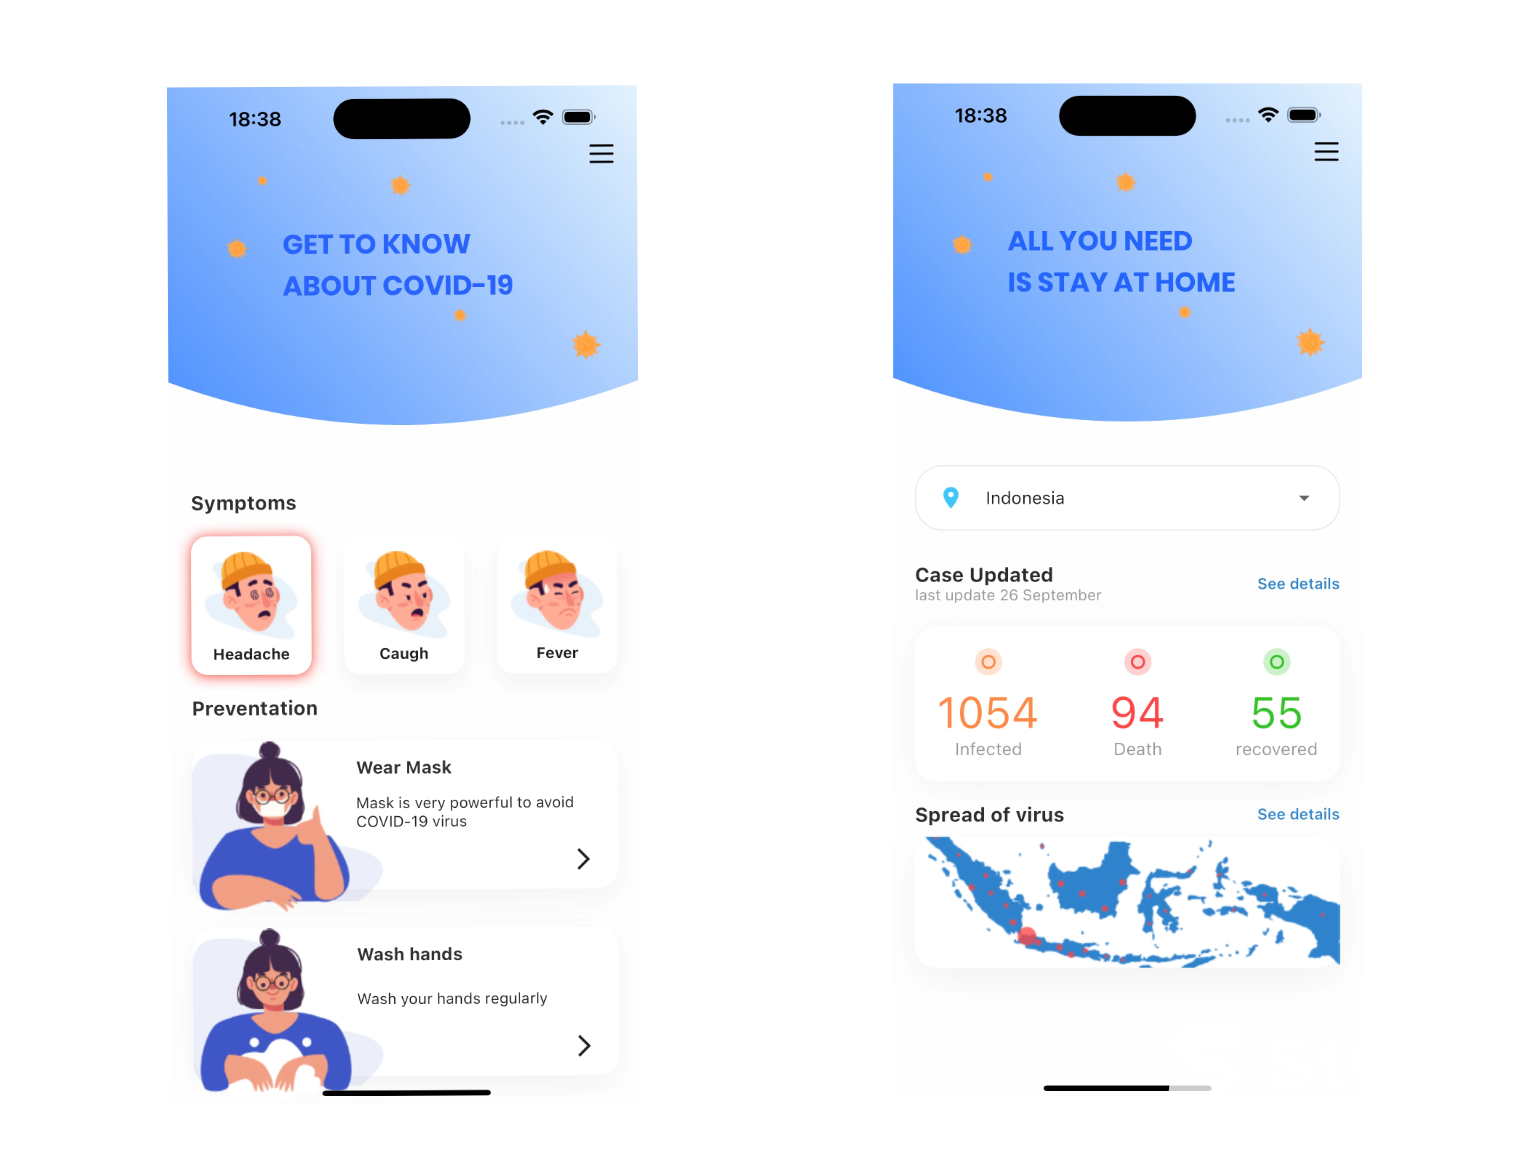 18:38
GET TO KNOW
ABOUT COVID-19
Symptoms
Headache
Caugh
Fever
Preventation
Wear Mask
Mask is very powerful to avoid
COVID-19 virus
Wash hands
Wash your hands regularly
18:38
ALL YOU NEED
IS STAY AT HOME
Indonesia
Case Updated
last update 26 September
See details
1054
Infected
94
Death
55
recovered
Spread of virus
See details